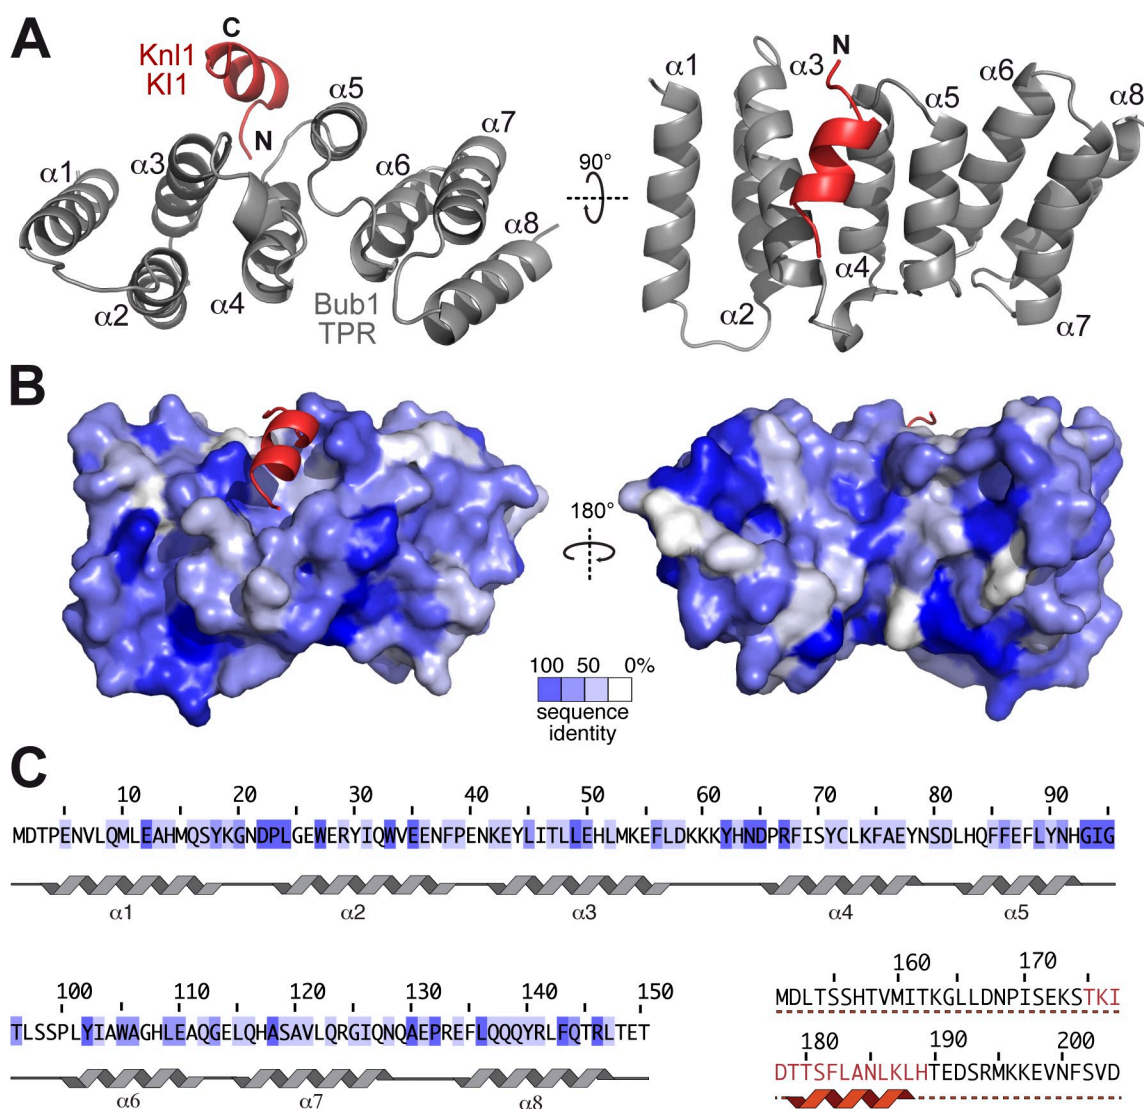 A
Knl1
KI1
C
N
α1
α2
α3
α4
α5
α6
α7
α8
Bub1
TPR
90°
N
α1
α2
α3
α4
α5
α6
α7
α8
B
180°
100 50 0%
sequence
identity
C
10 20 30 40 50 60 70 80 90
MDTPENVLQMLEAHMQSYKGNDPLGEWERYIQWVEENFPENKEYLITLLEHLMKEFLDKKKYHNDPRFISYCLKFAEYNSDLHQFFEFLYNHGIG
α1 α2 α3 α4 α5
100 110 120 130 140 150
TLSSPLYIAWAGHLEAQGELQHASAVLQRGIQNQAEPREFLQQQYRLFQTRLTET
α6 α7 α8
160 170
MDLTSSHTVMITKGLLDNPISEKSTKI
180 190 200
DTTSFLANLKLHTEDSRMKKEVNFSVD